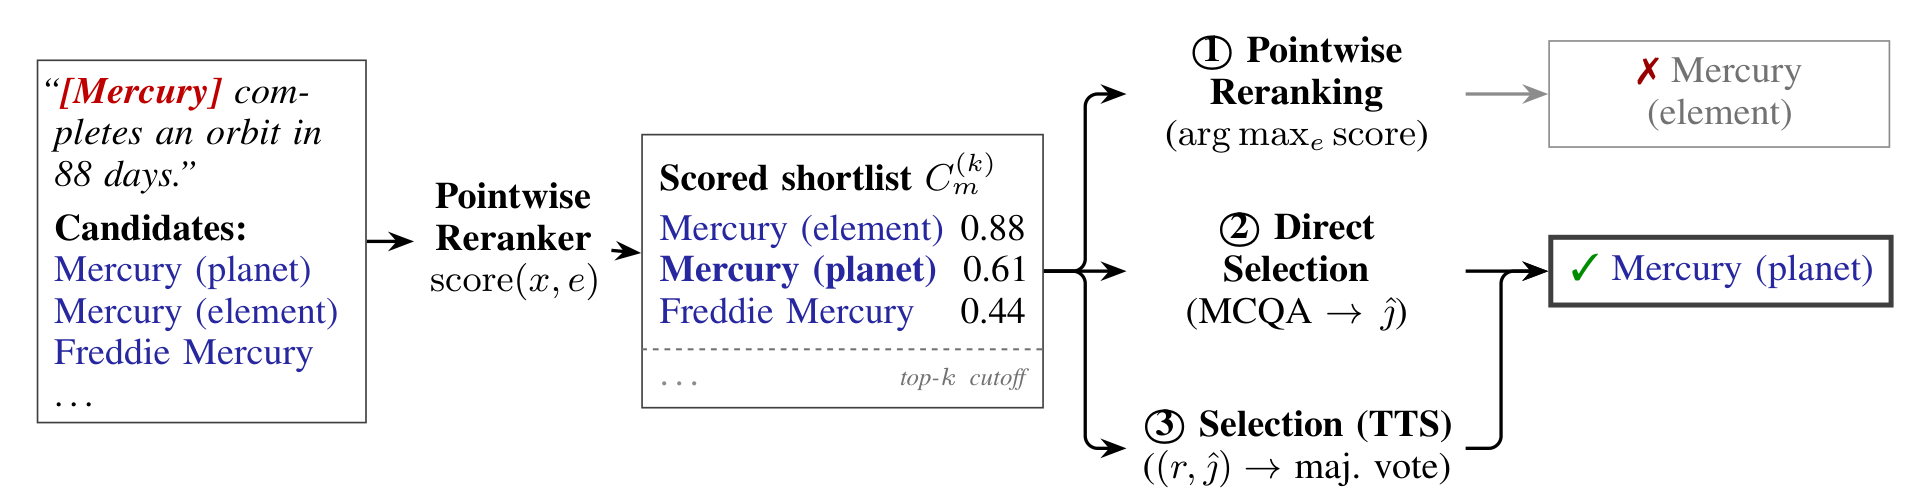 “[Mercury] com-
pletes an orbit in
88 days.”
Candidates:
Mercury (planet)
Mercury (element)
Freddie Mercury
...
Pointwise
Reranker
score(x, e)
Scored shortlist C_m^{(k)}
Mercury (element) 0.88
Mercury (planet) 0.61
Freddie Mercury 0.44
... top-k cutoff
① Pointwise
Reranking
(arg max_e score)
② Direct
Selection
(MCQA → ĵ)
③ Selection (TTS)
((r, ĵ) → maj. vote)
✗ Mercury
(element)
✓ Mercury (planet)